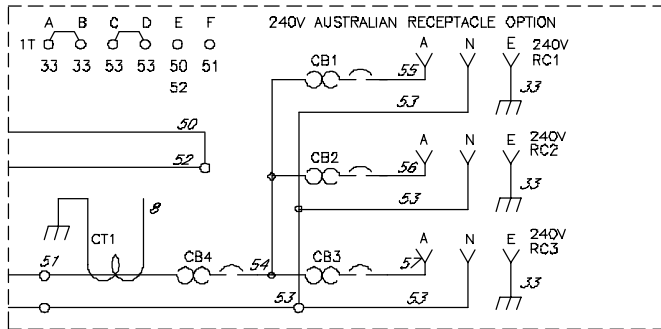 A B C D E F 240V AUSTRALIAN RECEPTACLE OPTION
1T
33 33 53 53 50 51
52
CB1 55 A N E 240V
RC1
53 33
50
52
CB2 56 A N E 240V
RC2
53 33
8
CT1
51 CB4 54 CB3 57 A N E 240V
RC3
53 53 33